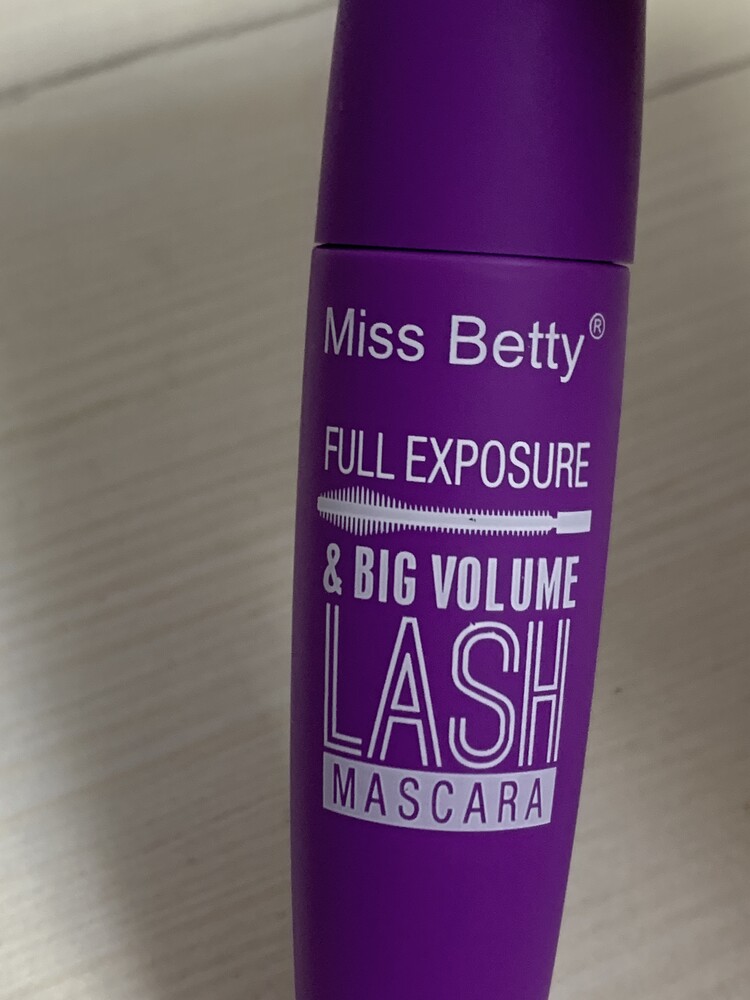 Miss Betty®
FULL EXPOSURE
& BIG VOLUME
LASH
MASCARA